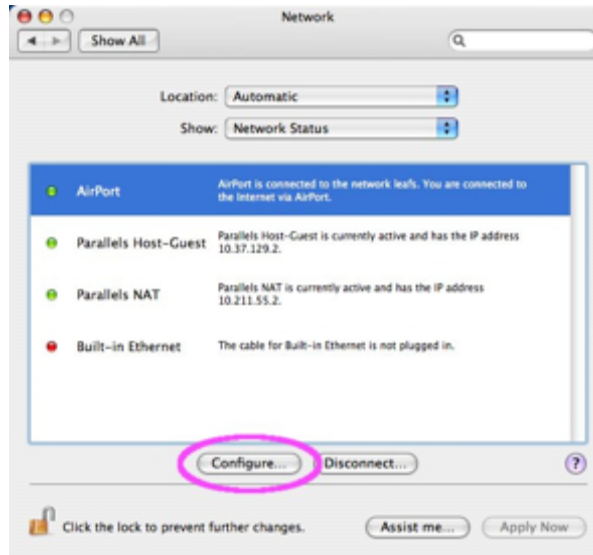 Network
Show All
Location: Automatic
Show: Network Status
AirPort
AirPort is connected to the network leafs. You are connected to
the Internet via AirPort.
Parallels Host-Guest
Parallels Host-Guest is currently active and has the IP address
10.37.129.2.
Parallels NAT
Parallels NAT is currently active and has the IP address
10.211.55.2.
Built-in Ethernet
The cable for Built-in Ethernet is not plugged in.
Configure...
Disconnect...
?
Click the lock to prevent further changes.
Assist me...
Apply Now